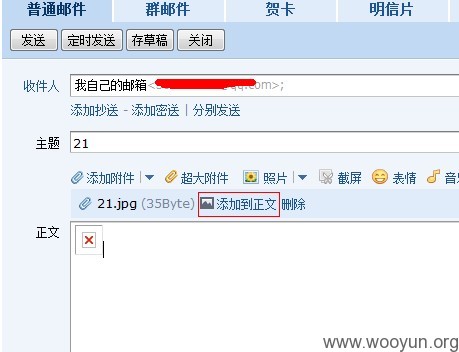 普通邮件 群邮件 贺卡 明信片
发送 定时发送 存草稿 关闭
收件人 我自己的邮箱< @qq.com>;
添加抄送 - 添加密送 | 分别发送
主题 21
添加附件 | 超大附件 照片 | 截屏 表情 音
21.jpg (35Byte) 添加到正文 删除
正文
www.wooyun.org